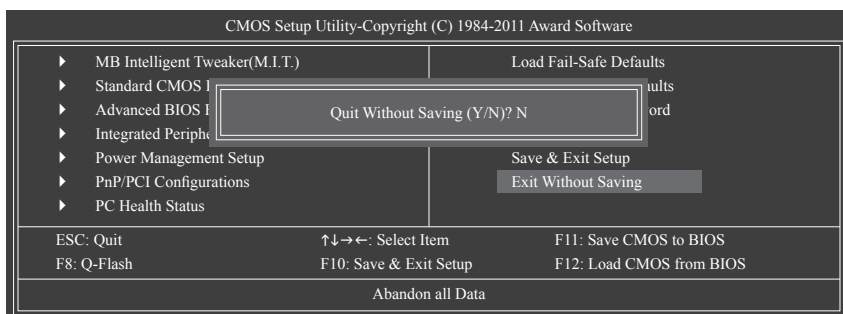 CMOS Setup Utility-Copyright (C) 1984-2011 Award Software
MB Intelligent Tweaker(M.I.T.)
Standard CMOS
Advanced BIOS
Integrated
Power Management Setup
PnP/PCI Configurations
PC Health Status
Load Fail-Safe Defaults
Save & Exit Setup
Exit Without Saving
Quit Without Saving (Y/N)? N
ESC: Quit ↑↓→←: Select Item F11: Save CMOS to BIOS
F8: Q-Flash F10: Save & Exit Setup F12: Load CMOS from BIOS
Abandon all Data